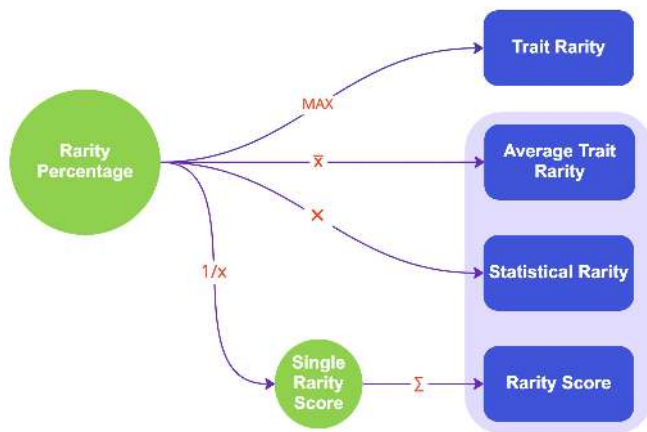 Trait Rarity
MAX
Rarity
Percentage
x̅
Average Trait
Rarity
×
Statistical Rarity
1/x
Single
Rarity
Score
Σ
Rarity Score